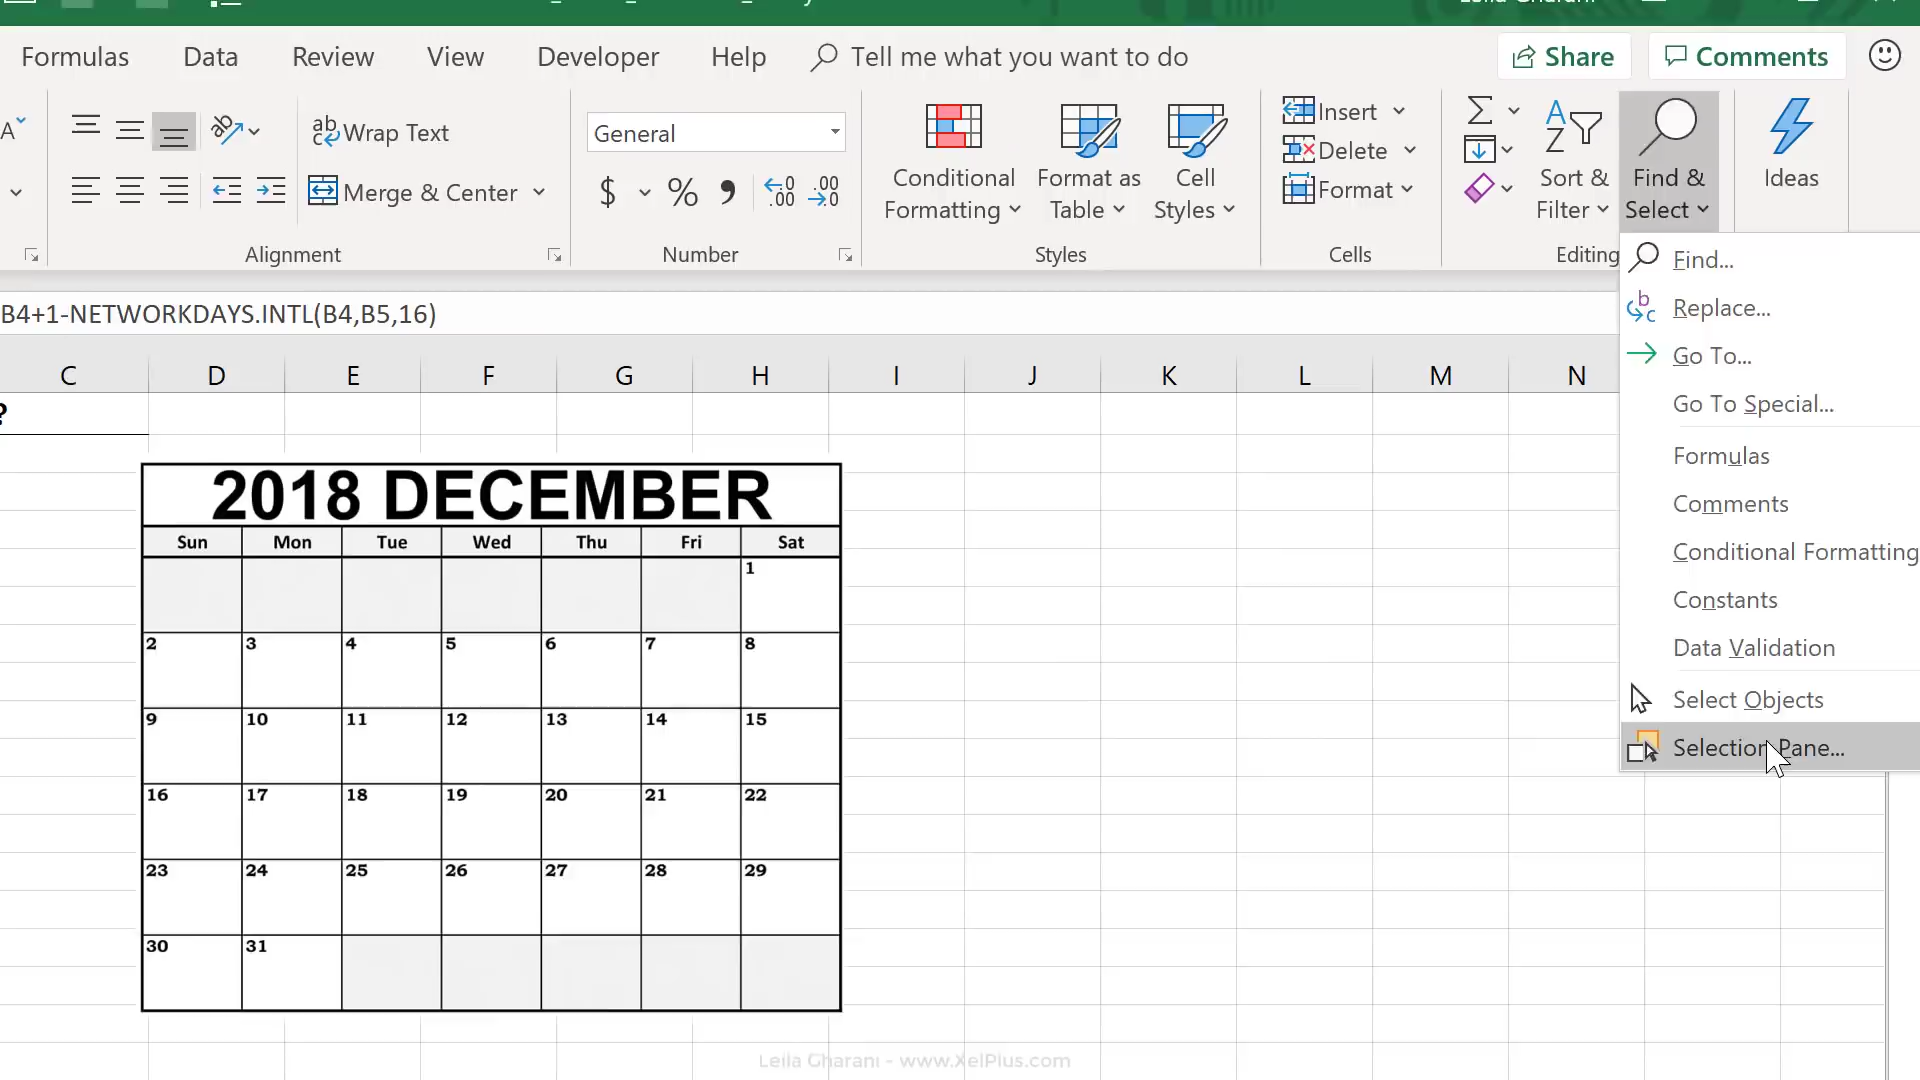 Formulas Data Review View Developer Help Tell me what you want to do Share Comments
Wrap Text
Merge & Center
Alignment
General
$ %
Number
Conditional Formatting
Format as Table
Cell Styles
Styles
Insert
Delete
Format
Cells
Sort & Filter
Find & Select
Editing
Ideas
Find...
Replace...
Go To...
Go To Special...
Formulas
Comments
Conditional Formatting
Constants
Data Validation
Select Objects
Selection Pane...
B4+1-NETWORKDAYS.INTL(B4,B5,16)
C D E F G H I J K L M N
?
2018 DECEMBER
Sun Mon Tue Wed Thu Fri Sat
1
2 3 4 5 6 7 8
9 10 11 12 13 14 15
16 17 18 19 20 21 22
23 24 25 26 27 28 29
30 31
Leila Gharani - www.XelPlus.com